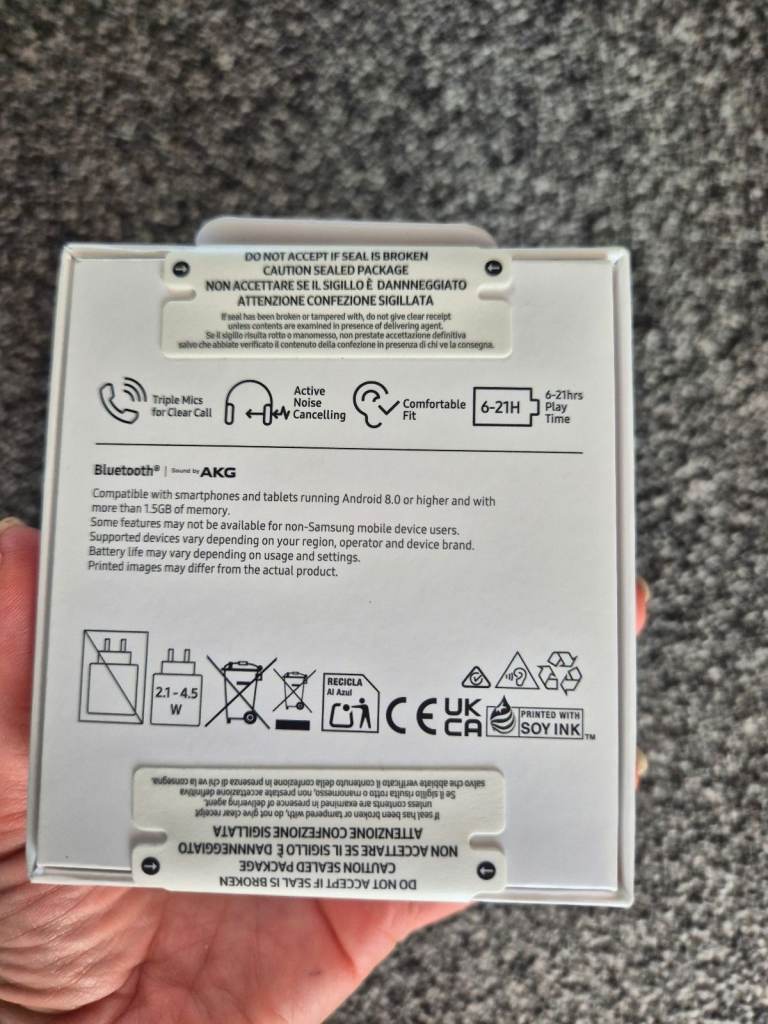 DO NOT ACCEPT IF SEAL IS BROKEN
CAUTION SEALED PACKAGE
NON ACCETTARE SE IL SIGILLO È DANNNEGGIATO
ATTENZIONE CONFEZIONE SIGILLATA
If seal has been broken or tampered with, do not give clear receipt
unless contents are examined in presence of delivering agent.
Se il sigillo risulta rotto o manomesso, non prestate accettazione definitiva
salvo che abbiate verificato il contenuto della confezione in presenza di chi ve la consegna.
Triple Mics
for Clear Call
Active
Noise
Cancelling
Comfortable
Fit
6-21H
6-21hrs
Play
Time
Bluetooth® | Sound by AKG
Compatible with smartphones and tablets running Android 8.0 or higher and with
more than 1.5GB of memory.
Some features may not be available for non-Samsung mobile device users.
Supported devices vary depending on your region, operator and device brand.
Battery life may vary depending on usage and settings.
Printed images may differ from the actual product.
2.1 - 4.5
W
RECICLA
Al Azul
CE
UK
CA
PRINTED WITH
SOY INK™
DO NOT ACCEPT IF SEAL IS BROKEN
CAUTION SEALED PACKAGE
NON ACCETTARE SE IL SIGILLO È DANNNEGGIATO
ATTENZIONE CONFEZIONE SIGILLATA
If seal has been broken or tampered with, do not give clear receipt
unless contents are examined in presence of delivering agent.
Se il sigillo risulta rotto o manomesso, non prestate accettazione definitiva
salvo che abbiate verificato il contenuto della confezione in presenza di chi ve la consegna.